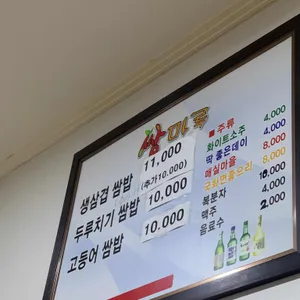 쌈마루
생삼겹 쌈밥 11,000
(추가10,000)
두루치기 쌈밥 10,000
고등어 쌈밥 10,000
■주류
화이트소주 4,000
딱 좋은데이 4,000
매실마을 8,000
8,000
복분자 10,000
맥주 4,000
음료수 2,000